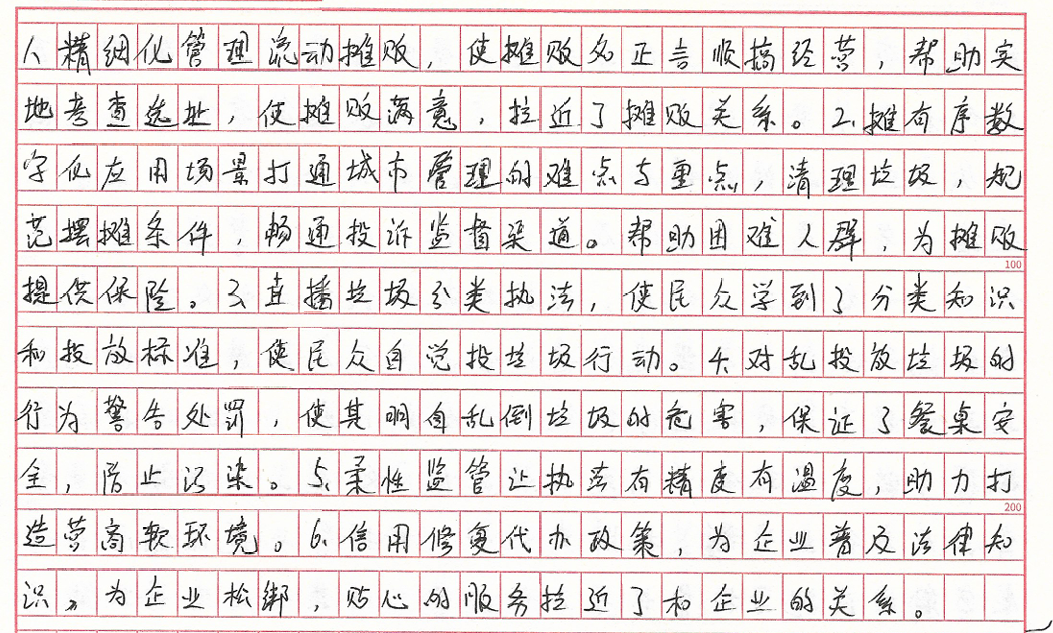 人精细化管理流动摊贩，使摊贩名正言顺搞经营，帮助实
地考查选址，使摊贩满意，拉近了摊贩关系。2.摊有序数
字化应用场景打通城市管理的难点与重点，清理垃圾，规
范摆摊条件，畅通投诉监督渠道。帮助困难人群，为摊贩
100
提供保险。3.直播垃圾分类执法，使民众学到了分类知识
和投放标准，使民众自觉投垃圾行动。4.对乱投放垃圾的
行为警告处罚，使其明白乱倒垃圾的危害，保证了餐桌安
全，防止污染。5.柔性监管让执法有精度有温度，助力打
200
造营商软环境。6.信用修复代办政策，为企业普及法律知
识。为企业松绑，贴心的服务拉近了和企业的关系。